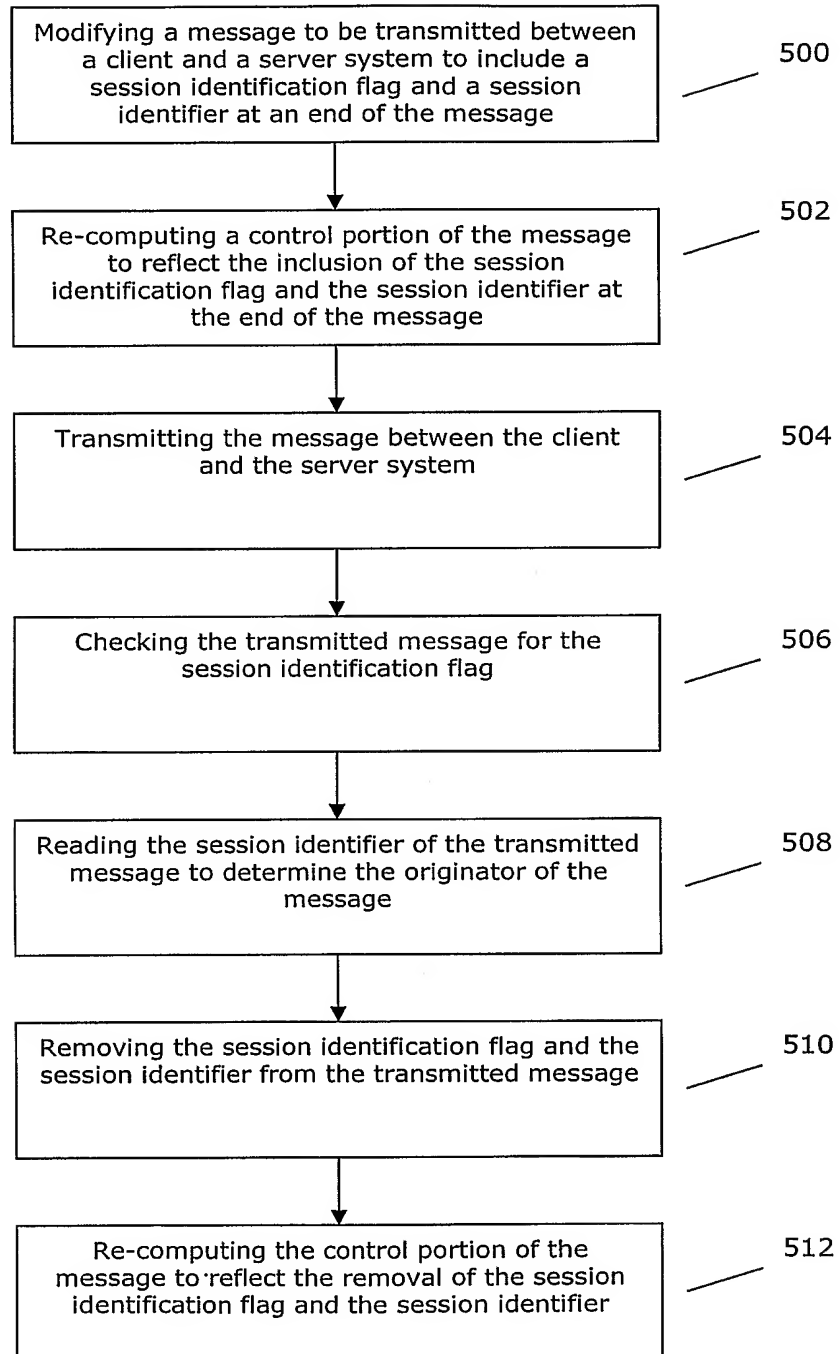 Modifying a message to be transmitted between
a client and a server system to include a
session identification flag and a session
identifier at an end of the message
500
Re-computing a control portion of the message
to reflect the inclusion of the session
identification flag and the session identifier at
the end of the message
502
Transmitting the message between the client
and the server system
504
Checking the transmitted message for the
session identification flag
506
Reading the session identifier of the transmitted
message to determine the originator of the
message
508
Removing the session identification flag and the
session identifier from the transmitted message
510
Re-computing the control portion of the
message to reflect the removal of the session
identification flag and the session identifier
512